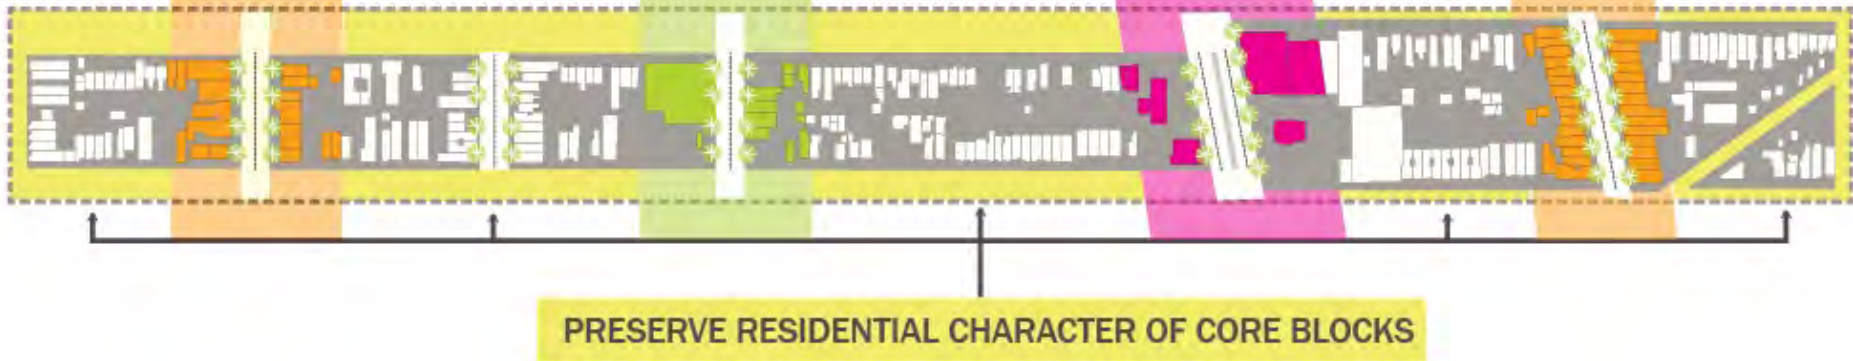 PRESERVE RESIDENTIAL CHARACTER OF CORE BLOCKS